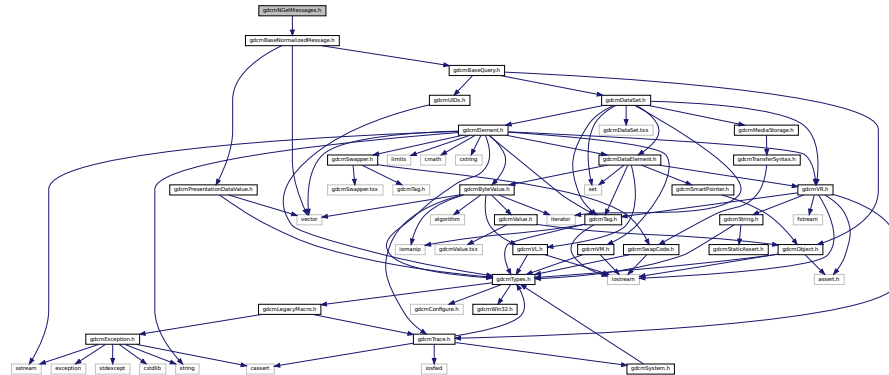 gdcmNGetMessages.h
gdcmBaseNormalizedMessage.h
gdcmBaseQuery.h
gdcmUIDs.h
gdcmDataSet.h
gdcmElement.h
gdcmDataSet.txx
gdcmMediaStorage.h
gdcmSwapper.h
limits
cmath
cstring
gdcmDataElement.h
gdcmTransferSyntax.h
gdcmPresentationDataValue.h
gdcmSwapper.txx
gdcmTag.h
gdcmByteValue.h
set
gdcmSmartPointer.h
gdcmVR.h
vector
algorithm
gdcmValue.h
iterator
gdcmTag.h
gdcmString.h
fstream
iomanip
gdcmValue.txx
gdcmVL.h
gdcmVM.h
gdcmSwapCode.h
gdcmStaticAssert.h
gdcmObject.h
gdcmTypes.h
iostream
assert.h
gdcmLegacyMacro.h
gdcmConfigure.h
gdcmWin32.h
gdcmException.h
gdcmTrace.h
sstream
exception
stdexcept
cstdlib
string
cassert
iosfwd
gdcmSystem.h